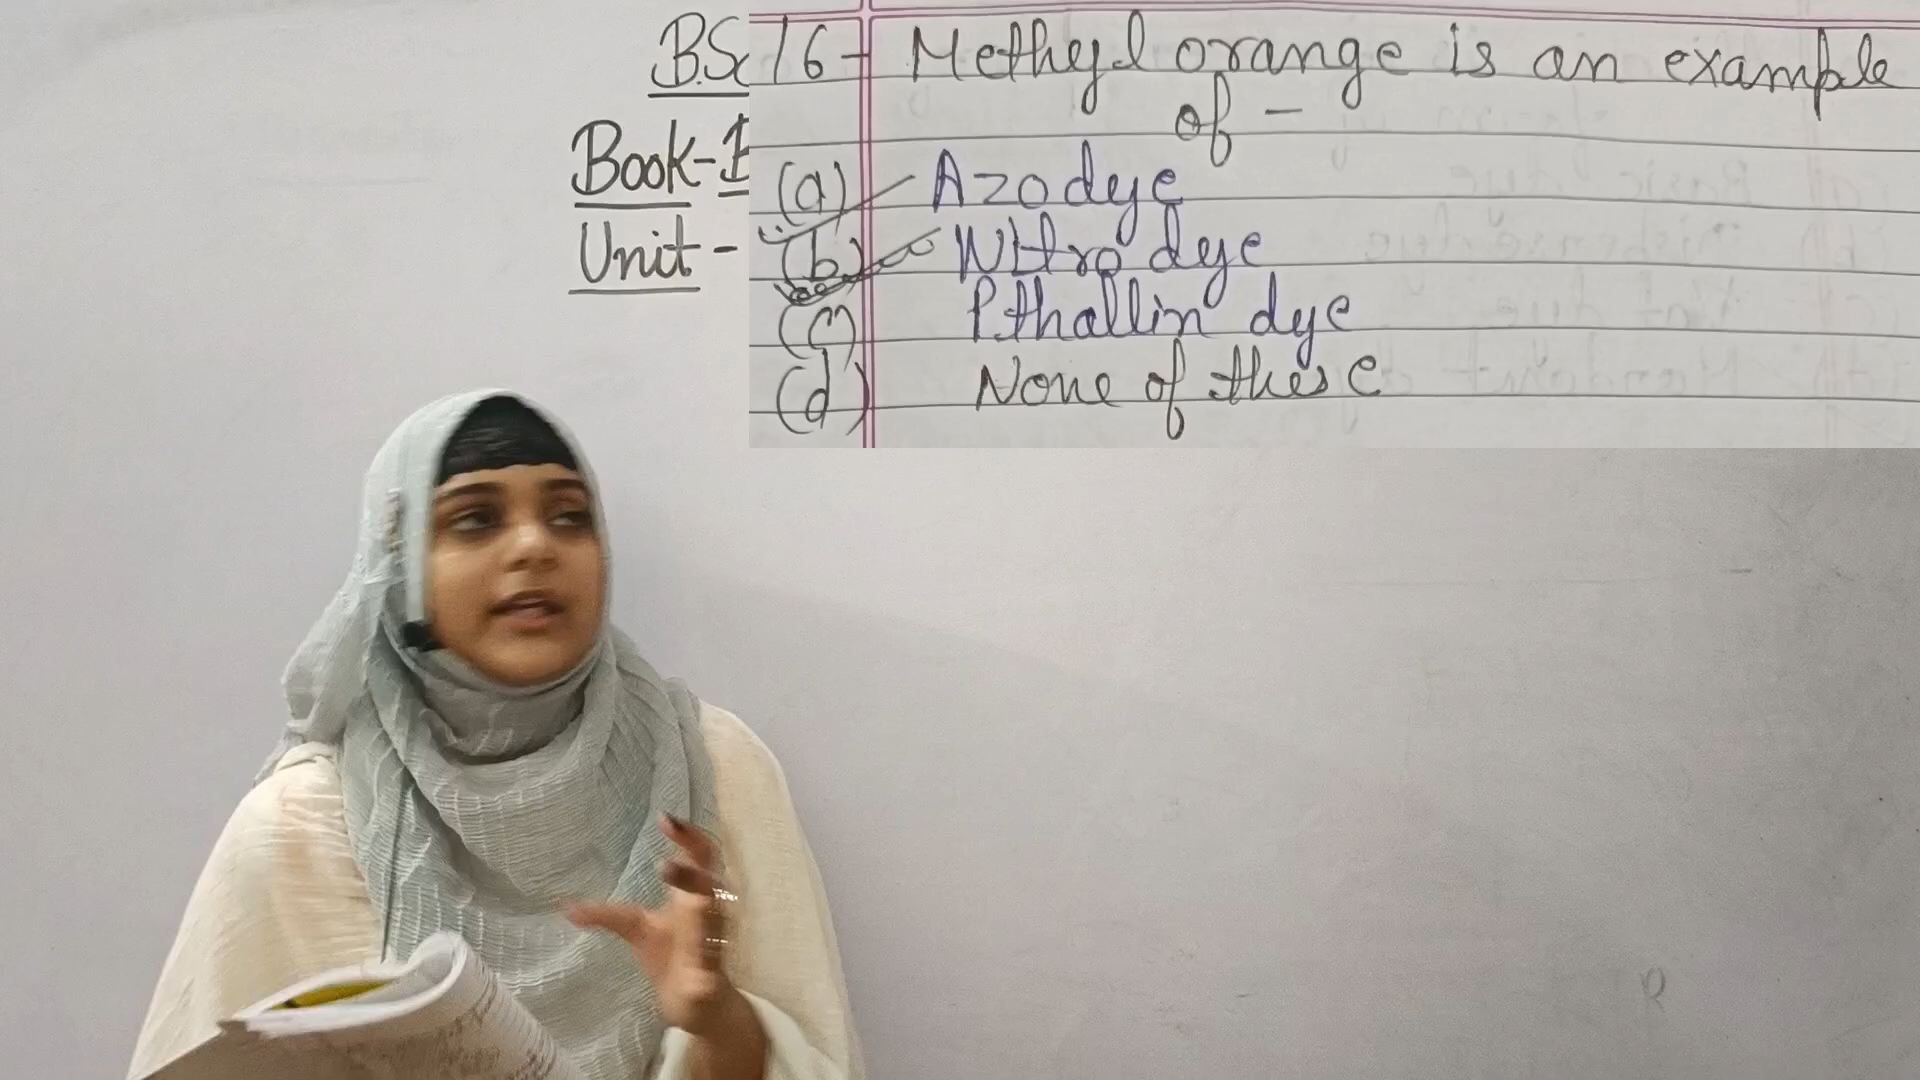 B.Sc
Book-
Unit -
16- Methyl orange is an example
of -
(a) Azo dye
(b) Nitro dye
(c) Pthallin dye
(d) None of these